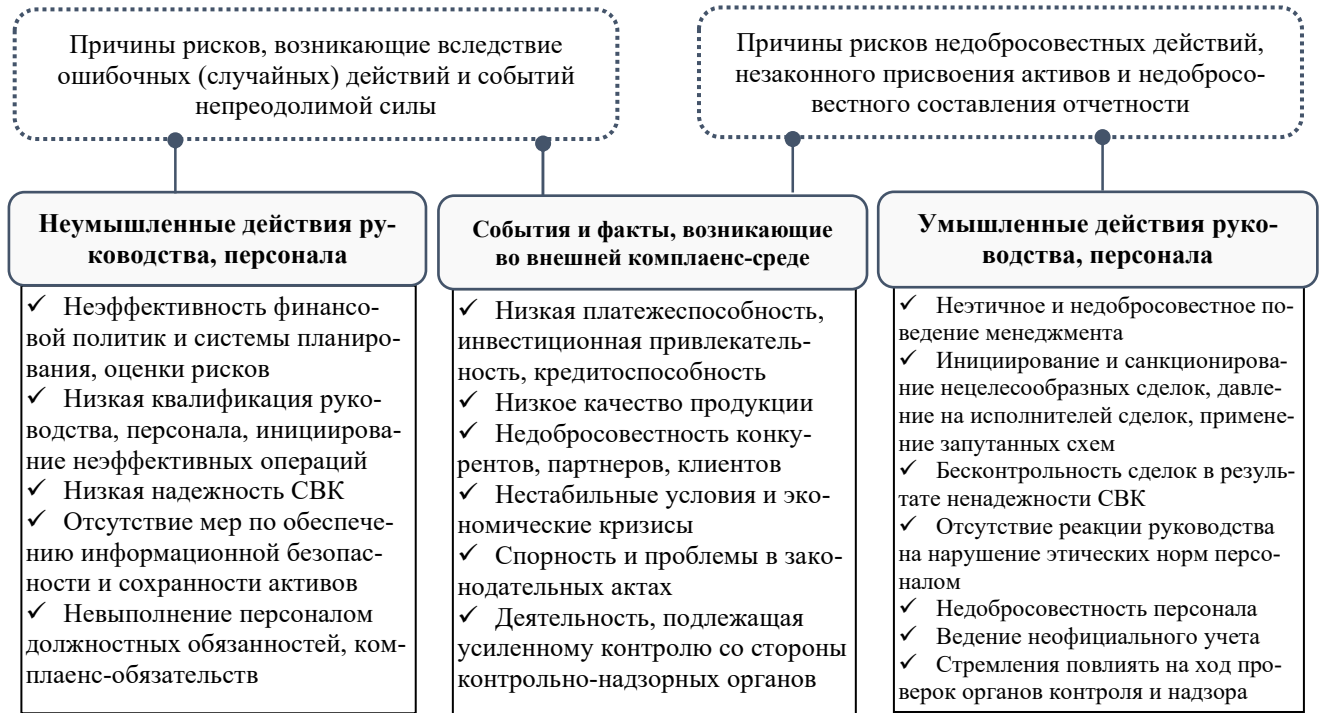 Причины рисков, возникающие вследствие
ошибочных (случайных) действий и событий
непреодолимой силы
Причины рисков недобросовестных действий,
незаконного присвоения активов и недобросо-
вестного составления отчетности
Неумышленные действия ру-
ководства, персонала
✓ Неэффективность финансо-
вой политик и системы планиро-
вания, оценки рисков
✓ Низкая квалификация руко-
водства, персонала, иницииирова-
ние неэффективных операций
✓ Низкая надежность СВК
✓ Отсутствие мер по обеспече-
нию информационной безопас-
ности и сохранности активов
✓ Невыполнение персоналом
должностных обязанностей, ком-
плаенс-обязательств
События и факты, возникающие
во внешней комплаенс-среде
✓ Низкая платежеспособность,
инвестиционная привлекатель-
ность, кредитоспособность
✓ Низкое качество продукции
✓ Недобросовестность конку-
рентов, партнеров, клиентов
✓ Нестабильные условия и эко-
номические кризисы
✓ Спорность и проблемы в зако-
нодательных актах
✓ Деятельность, подлежащая
усиленному контролю со стороны
контрольно-надзорных органов
Умышленные действия руко-
водства, персонала
✓ Неэтичное и недобросовестное по-
ведение менеджмента
✓ Инициирование и санкционирова-
ние нецелесообразных сделок, давле-
ние на исполнителей сделок, примене-
ние запутанных схем
✓ Бесконтрольность сделок в резуль-
тате ненадежности СВК
✓ Отсутствие реакции руководства
на нарушение этических норм персо-
налом
✓ Недобросовестность персонала
✓ Ведение неофициального учета
✓ Стремления повлиять на ход про-
верок органов контроля и надзора